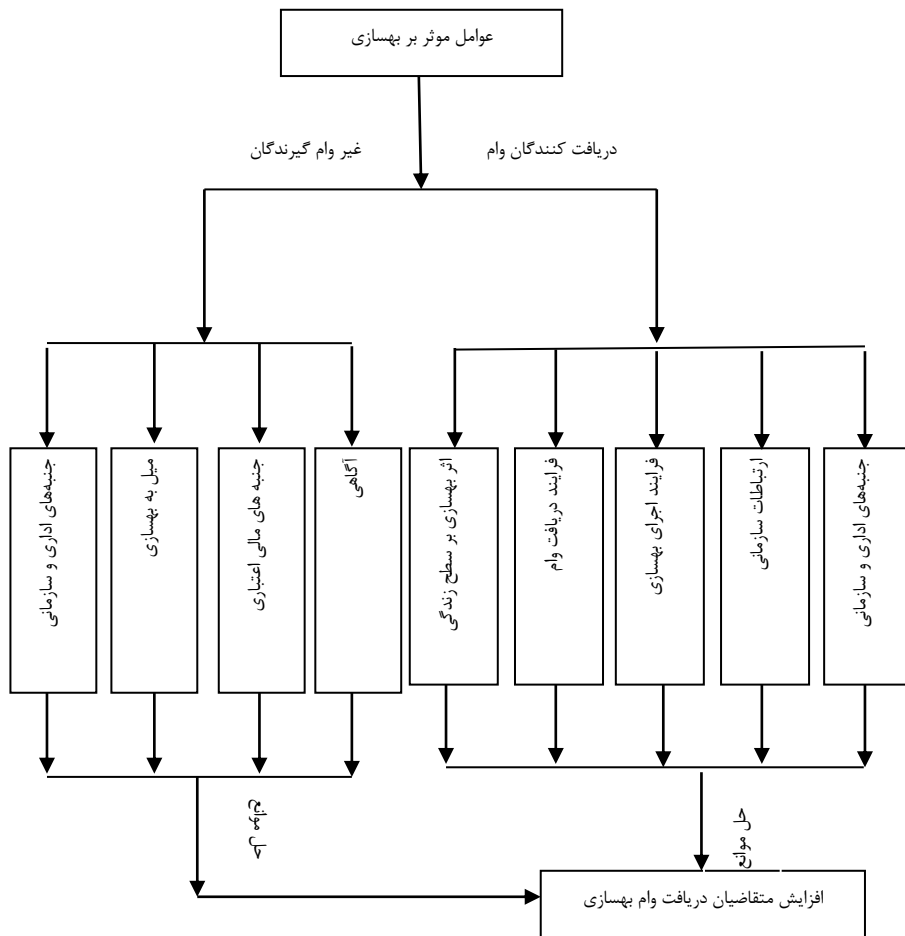 عوامل موثر بر بهسازی
دریافت کنندگان وام
غیر وام گیرندگان
جنبه‌های اداری و سازمانی
ارتباطات سازمانی
فرایند اجرای بهسازی
فرایند دریافت وام
اثر بهسازی بر سطح زندگی
آگاهی
جنبه های مالی اعتباری
میل به بهسازی
جنبه‌های اداری و سازمانی
حل موانع
حل موانع
افزایش متقاضیان دریافت وام بهسازی